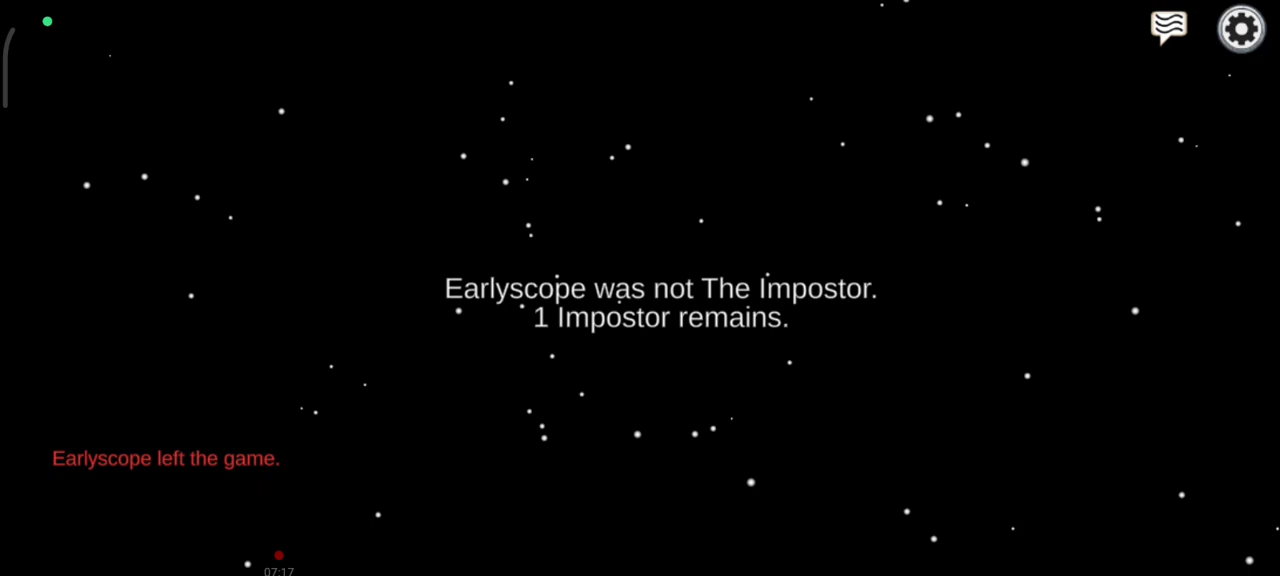 Earlyscope was not The Impostor.
1 Impostor remains.
Earlyscope left the game.
07:17